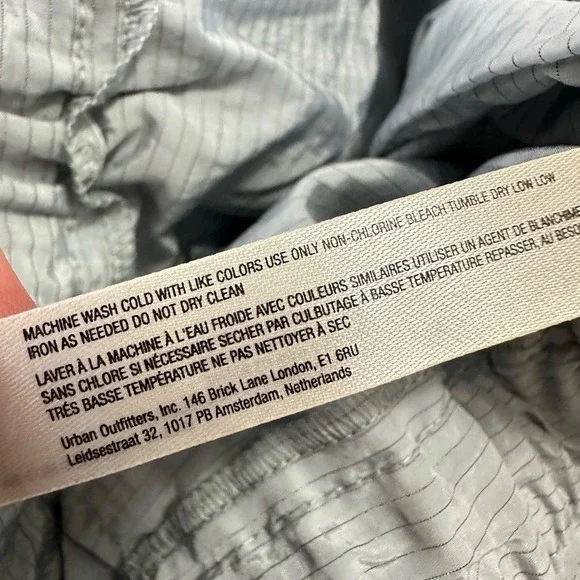 MACHINE WASH COLD WITH LIKE COLORS USE ONLY NON-CHLORINE BLEACH TUMBLE DRY LOW LOW
IRON AS NEEDED DO NOT DRY CLEAN
LAVER À LA MACHINE À L'EAU FROIDE AVEC COULEURS SIMILAIRES UTILISER UN AGENT DE BLANCHIME
SANS CHLORE SI NÉCESSAIRE SECHER PAR CULBUTAGE À BASSE TEMPÉRATURE REPASSER, AU BESO
TRÉS BASSE TEMPÉRATURE NE PAS NETTOYER À SEC
Urban Outfitters, Inc. 146 Brick Lane London, E1 6RU
Leidsestraat 32, 1017 PB Amsterdam, Netherlands